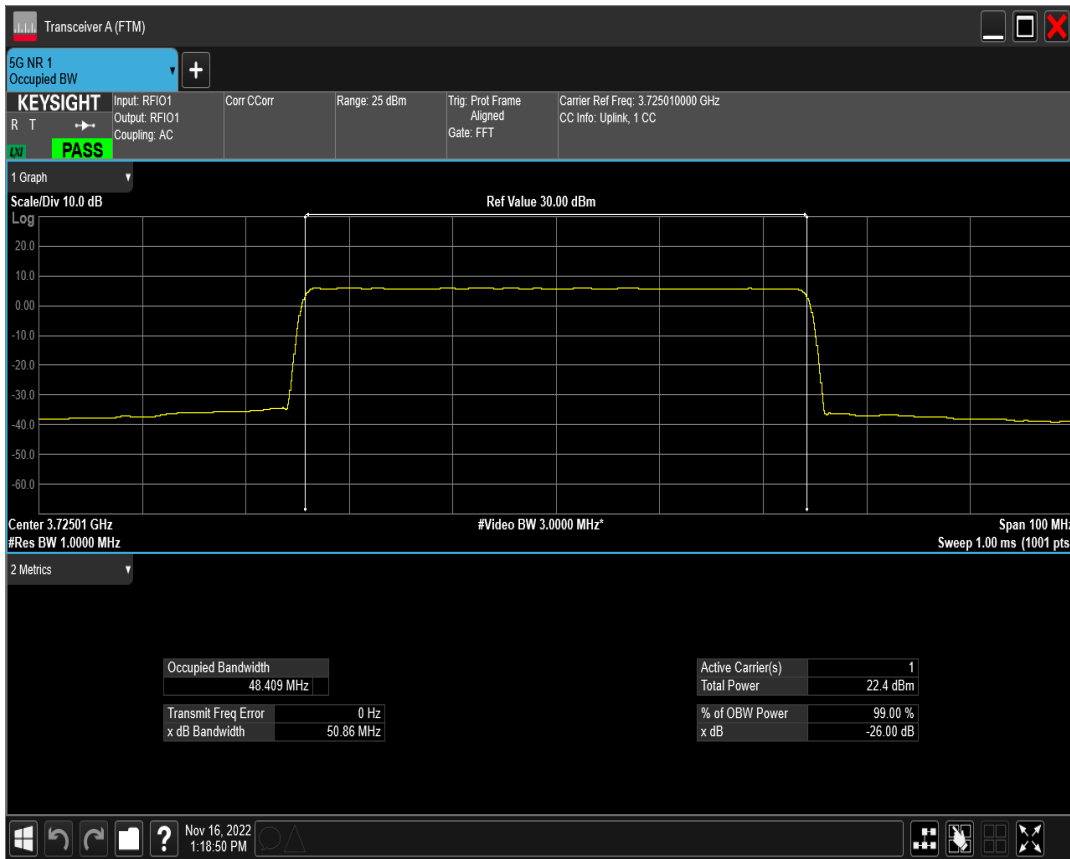 Transceiver A (FTM)
5G NR 1
Occupied BW
+
KEYSIGHT
R T
LXI
PASS
Input: RFIO1
Output: RFIO1
Coupling: AC
Corr CCorr
Range: 25 dBm
Trig: Prot Frame
Aligned
Gate: FFT
Carrier Ref Freq: 3.725010000 GHz
CC Info: Uplink, 1 CC
1 Graph
Scale/Div 10.0 dB
Ref Value 30.00 dBm
Log
20.0
10.0
0.00
-10.0
-20.0
-30.0
-40.0
-50.0
-60.0
Center 3.72501 GHz
#Video BW 3.0000 MHz*
Span 100 MHz
#Res BW 1.0000 MHz
Sweep 1.00 ms (1001 pts
2 Metrics
Occupied Bandwidth
48.409 MHz
Transmit Freq Error 0 Hz
x dB Bandwidth 50.86 MHz
Active Carrier(s) 1
Total Power 22.4 dBm
% of OBW Power 99.00 %
x dB -26.00 dB
?
Nov 16, 2022
1:18:50 PM